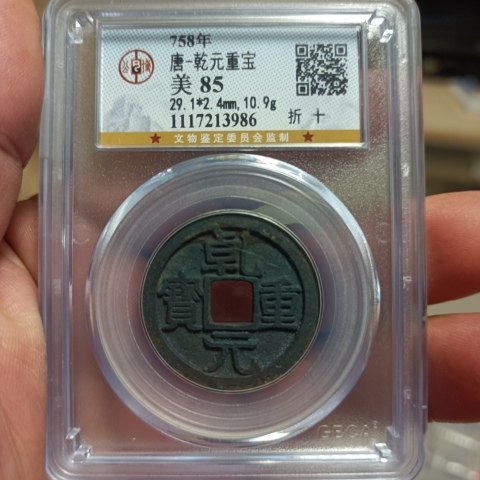 758年
唐-乾元重宝
美 85
29.1*2.4mm,10.9g
折 十
1117213986
★ 文物鉴定委员会监制 ★
乾
寶 重
元
GBCA